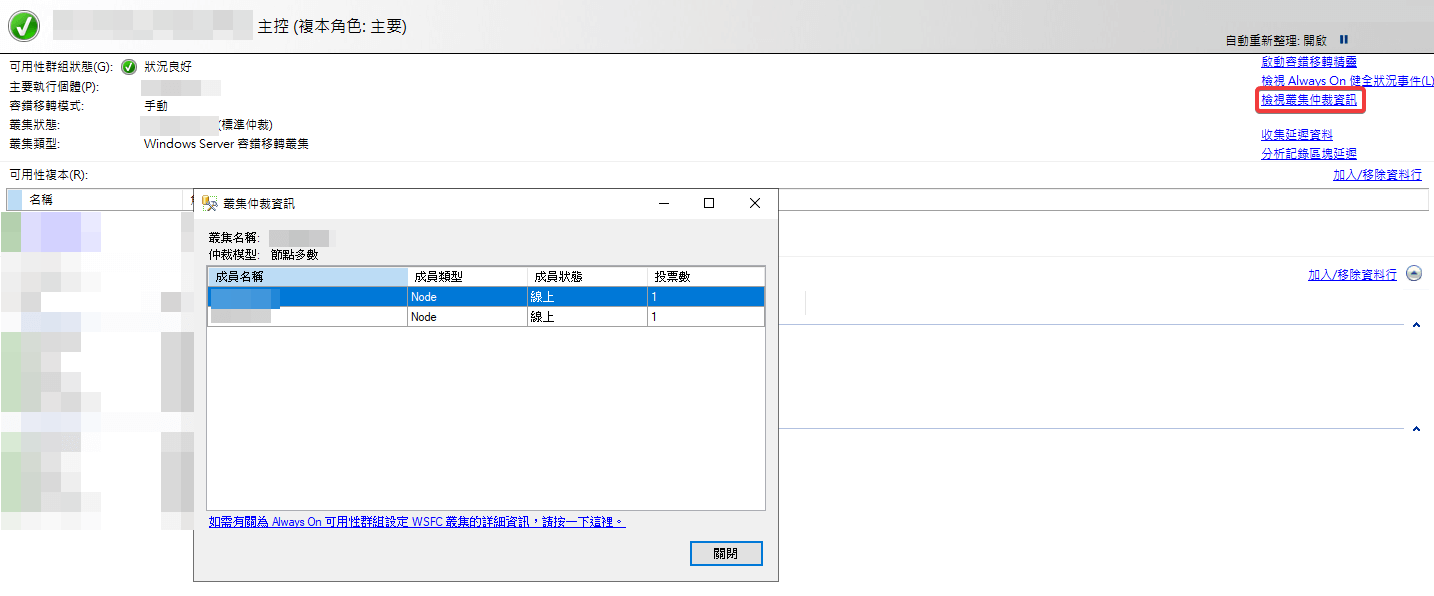 主控 (複本角色: 主要)
自動重新整理: 開啟
可用性群組狀態(G): 狀況良好
主要執行個體(P):
容錯移轉模式: 手動
叢集狀態: (標準仲裁)
叢集類型: Windows Server 容錯移轉叢集
啟動容錯移轉精靈
檢視 Always On 健全狀況事件(L)
檢視叢集仲裁資訊
收集延遲資料
分析記錄區塊延遲
可用性複本(R):
加入/移除資料行
名稱
加入/移除資料行
叢集仲裁資訊
叢集名稱:
仲裁模型: 節點多數
成員名稱 成員類型 成員狀態 投票數
Node 線上 1
Node 線上 1
如需有關為 Always On 可用性群組設定 WSFC 叢集的詳細資訊，請按一下這裡。
關閉